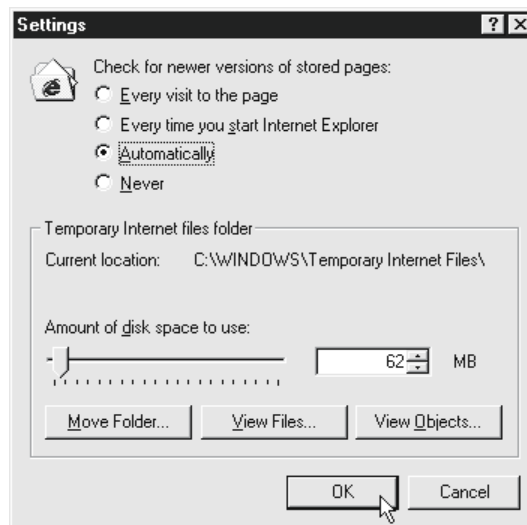 Settings
Check for newer versions of stored pages:
Every visit to the page
Every time you start Internet Explorer
Automatically
Never
Temporary Internet files folder
Current location: C:\WINDOWS\Temporary Internet Files\
Amount of disk space to use:
62 MB
Move Folder... View Files... View Objects...
OK Cancel